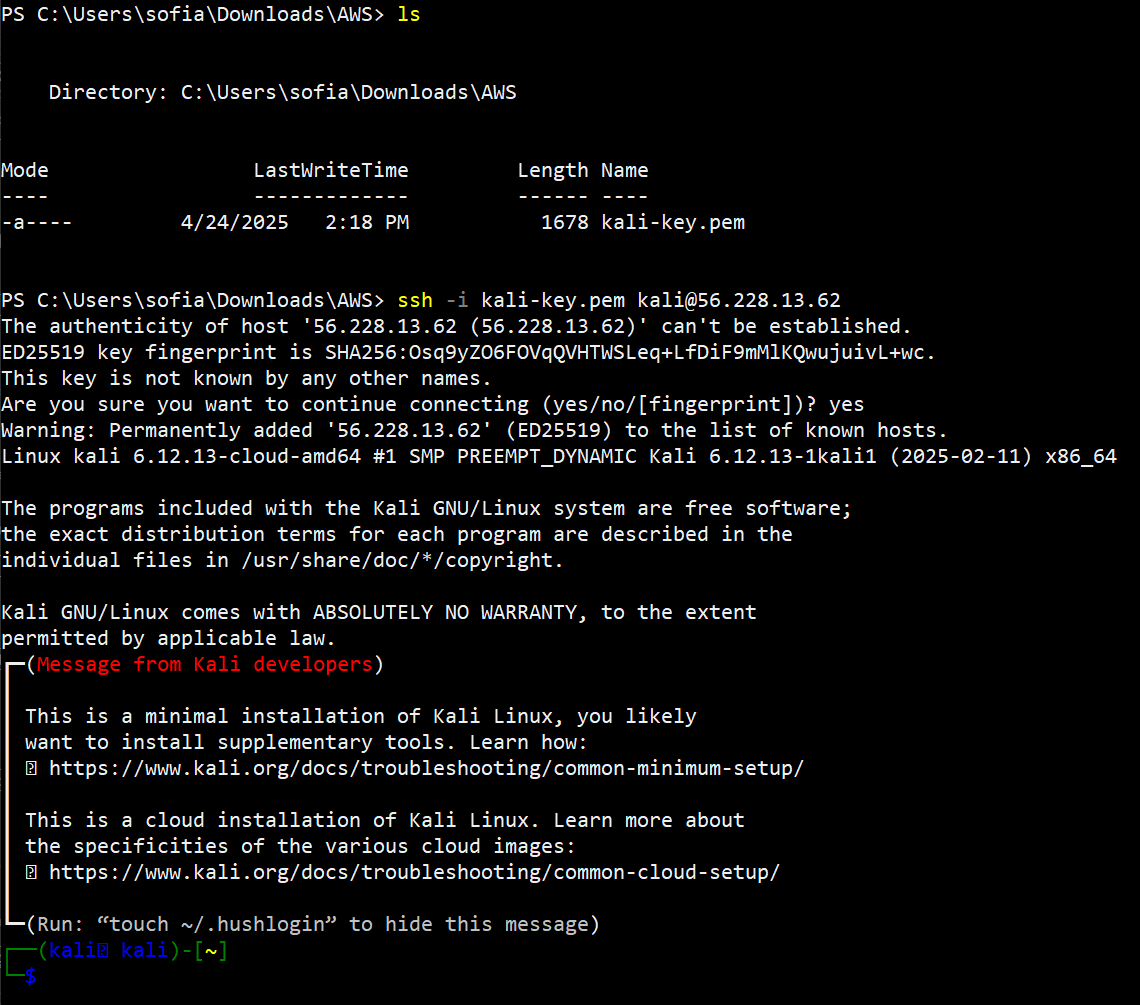 PS C:\Users\sofia\Downloads\AWS> ls
Directory: C:\Users\sofia\Downloads\AWS
Mode LastWriteTime Length Name
---- ------------- ------ ----
-a---- 4/24/2025 2:18 PM 1678 kali-key.pem
PS C:\Users\sofia\Downloads\AWS> ssh -i kali-key.pem kali@56.228.13.62
The authenticity of host '56.228.13.62 (56.228.13.62)' can't be established.
ED25519 key fingerprint is SHA256:Osq9yZO6FOVqQVHTWSLeq+LfDiF9mMlKQwujuivL+wc.
This key is not known by any other names.
Are you sure you want to continue connecting (yes/no/[fingerprint])? yes
Warning: Permanently added '56.228.13.62' (ED25519) to the list of known hosts.
Linux kali 6.12.13-cloud-amd64 #1 SMP PREEMPT_DYNAMIC Kali 6.12.13-1kali1 (2025-02-11) x86_64
The programs included with the Kali GNU/Linux system are free software;
the exact distribution terms for each program are described in the
individual files in /usr/share/doc/*/copyright.
Kali GNU/Linux comes with ABSOLUTELY NO WARRANTY, to the extent
permitted by applicable law.
┏━(Message from Kali developers)
┃ This is a minimal installation of Kali Linux, you likely
┃ want to install supplementary tools. Learn how:
┃ ⍰ https://www.kali.org/docs/troubleshooting/common-minimum-setup/
┃ This is a cloud installation of Kali Linux. Learn more about
┃ the specificities of the various cloud images:
┃ ⍰ https://www.kali.org/docs/troubleshooting/common-cloud-setup/
┗━(Run: “touch ~/.hushlogin” to hide this message)
┌──(kali⍰ kali)-[~]
└─$